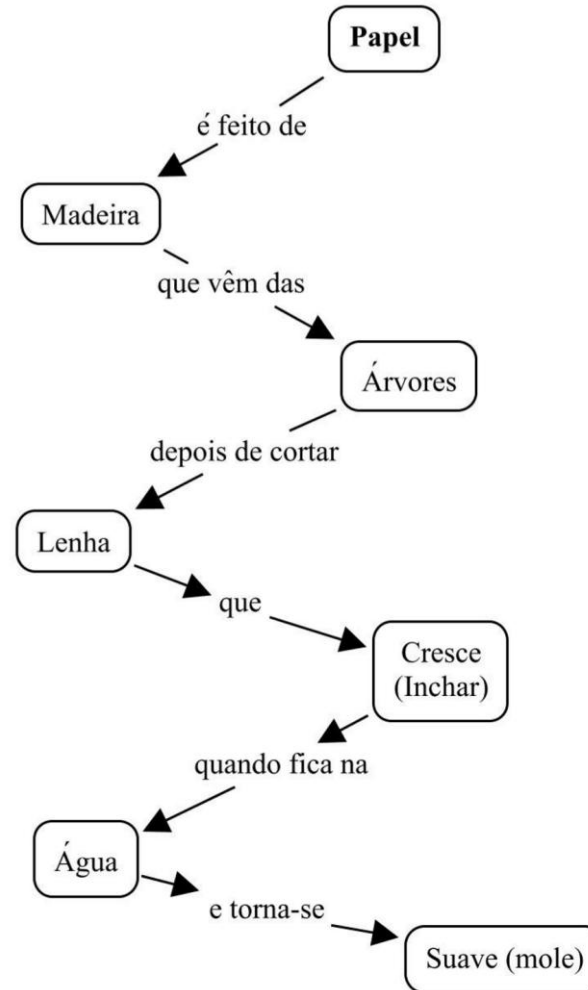 Papel
é feito de
Madeira
que vêm das
Árvores
depois de cortar
Lenha
que
Cresce
(Inchar)
quando fica na
Água
e torna-se
Suave (mole)